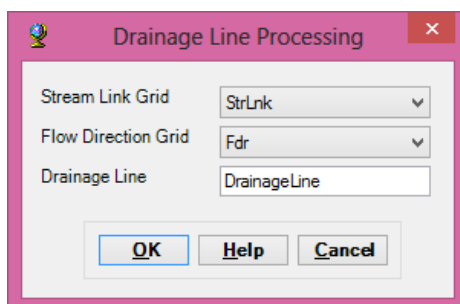 Drainage Line Processing
Stream Link Grid StrLnk
Flow Direction Grid Fdr
Drainage Line DrainageLine
OK Help Cancel